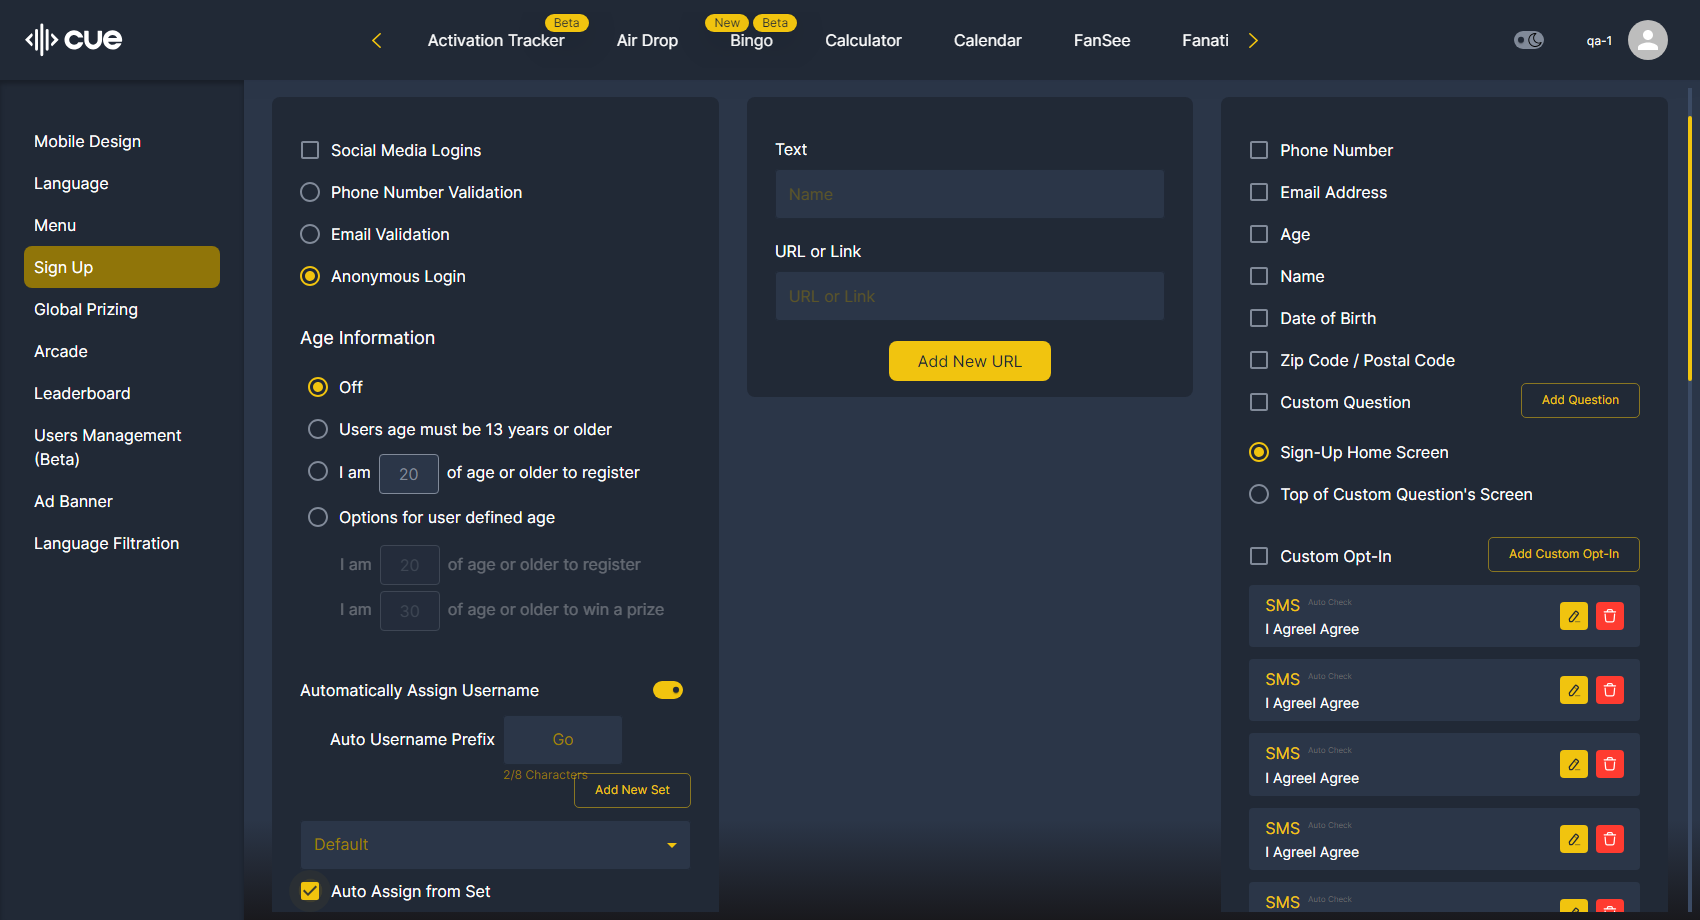 cue
Activation Tracker
Beta
Air Drop
New
Beta
Bingo
Calculator
Calendar
FanSee
Fanati
qa-1
Mobile Design
Language
Menu
Sign Up
Global Prizing
Arcade
Leaderboard
Users Management
(Beta)
Ad Banner
Language Filtration
Social Media Logins
Phone Number Validation
Email Validation
Anonymous Login
Age Information
Off
Users age must be 13 years or older
I am 20 of age or older to register
Options for user defined age
I am 20 of age or older to register
I am 30 of age or older to win a prize
Automatically Assign Username
Auto Username Prefix Go
2/8 Characters
Add New Set
Default
Auto Assign from Set
Text
Name
URL or Link
URL or Link
Add New URL
Phone Number
Email Address
Age
Name
Date of Birth
Zip Code / Postal Code
Custom Question
Add Question
Sign-Up Home Screen
Top of Custom Question's Screen
Custom Opt-In
Add Custom Opt-In
SMS Auto Check
I AgreeI Agree
SMS Auto Check
I AgreeI Agree
SMS Auto Check
I AgreeI Agree
SMS Auto Check
I AgreeI Agree
SMS Auto Check